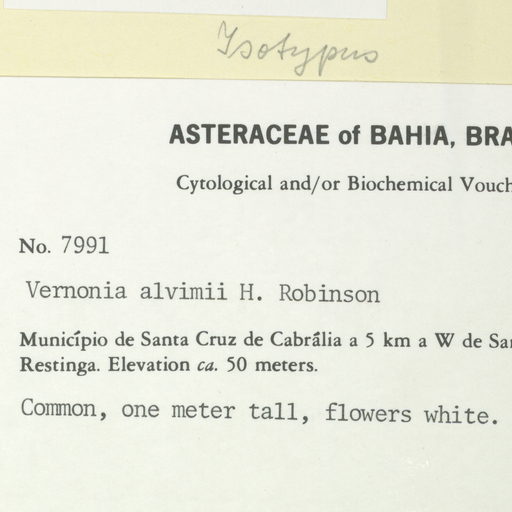 Isotypus
ASTERACEAE of BAHIA, BRA
Cytological and/or Biochemical Vouch
No. 7991
Vernonia alvimii H. Robinson
Município de Santa Cruz de Cabrália a 5 km a W de Sa
Restinga. Elevation ca. 50 meters.
Common, one meter tall, flowers white.